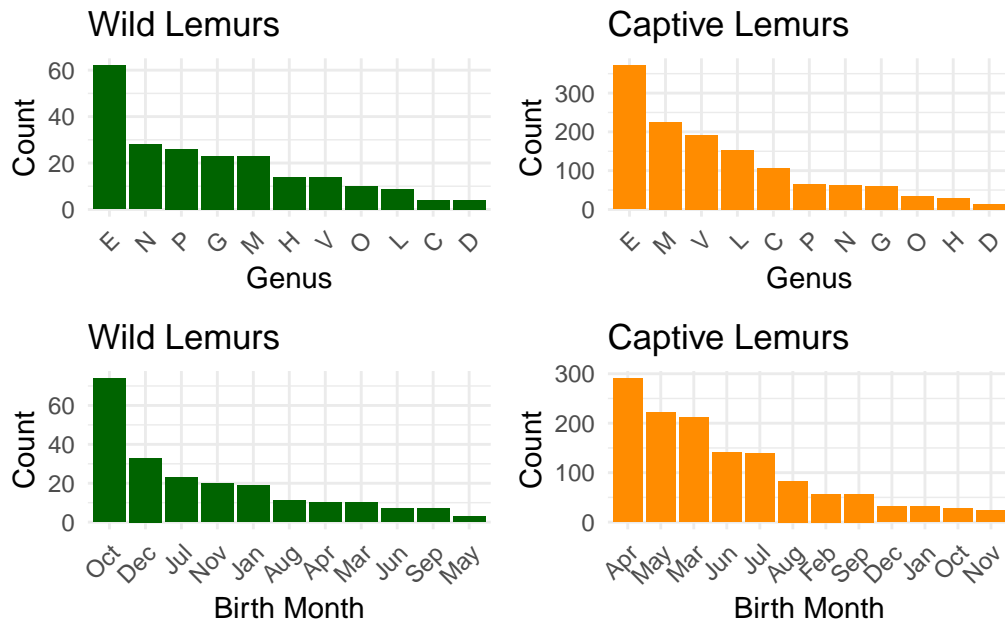 Wild Lemurs
Count
60
40
20
0
E N P G M H V O L C D
Genus
Captive Lemurs
Count
300
200
100
0
E M V L C P N G O H D
Genus
Wild Lemurs
Count
60
40
20
0
Oct Dec Jul Nov Jan Aug Apr Mar Jun Sep May
Birth Month
Captive Lemurs
Count
300
200
100
0
Apr May Mar Jun Jul Aug Feb Sep Dec Jan Oct Nov
Birth Month